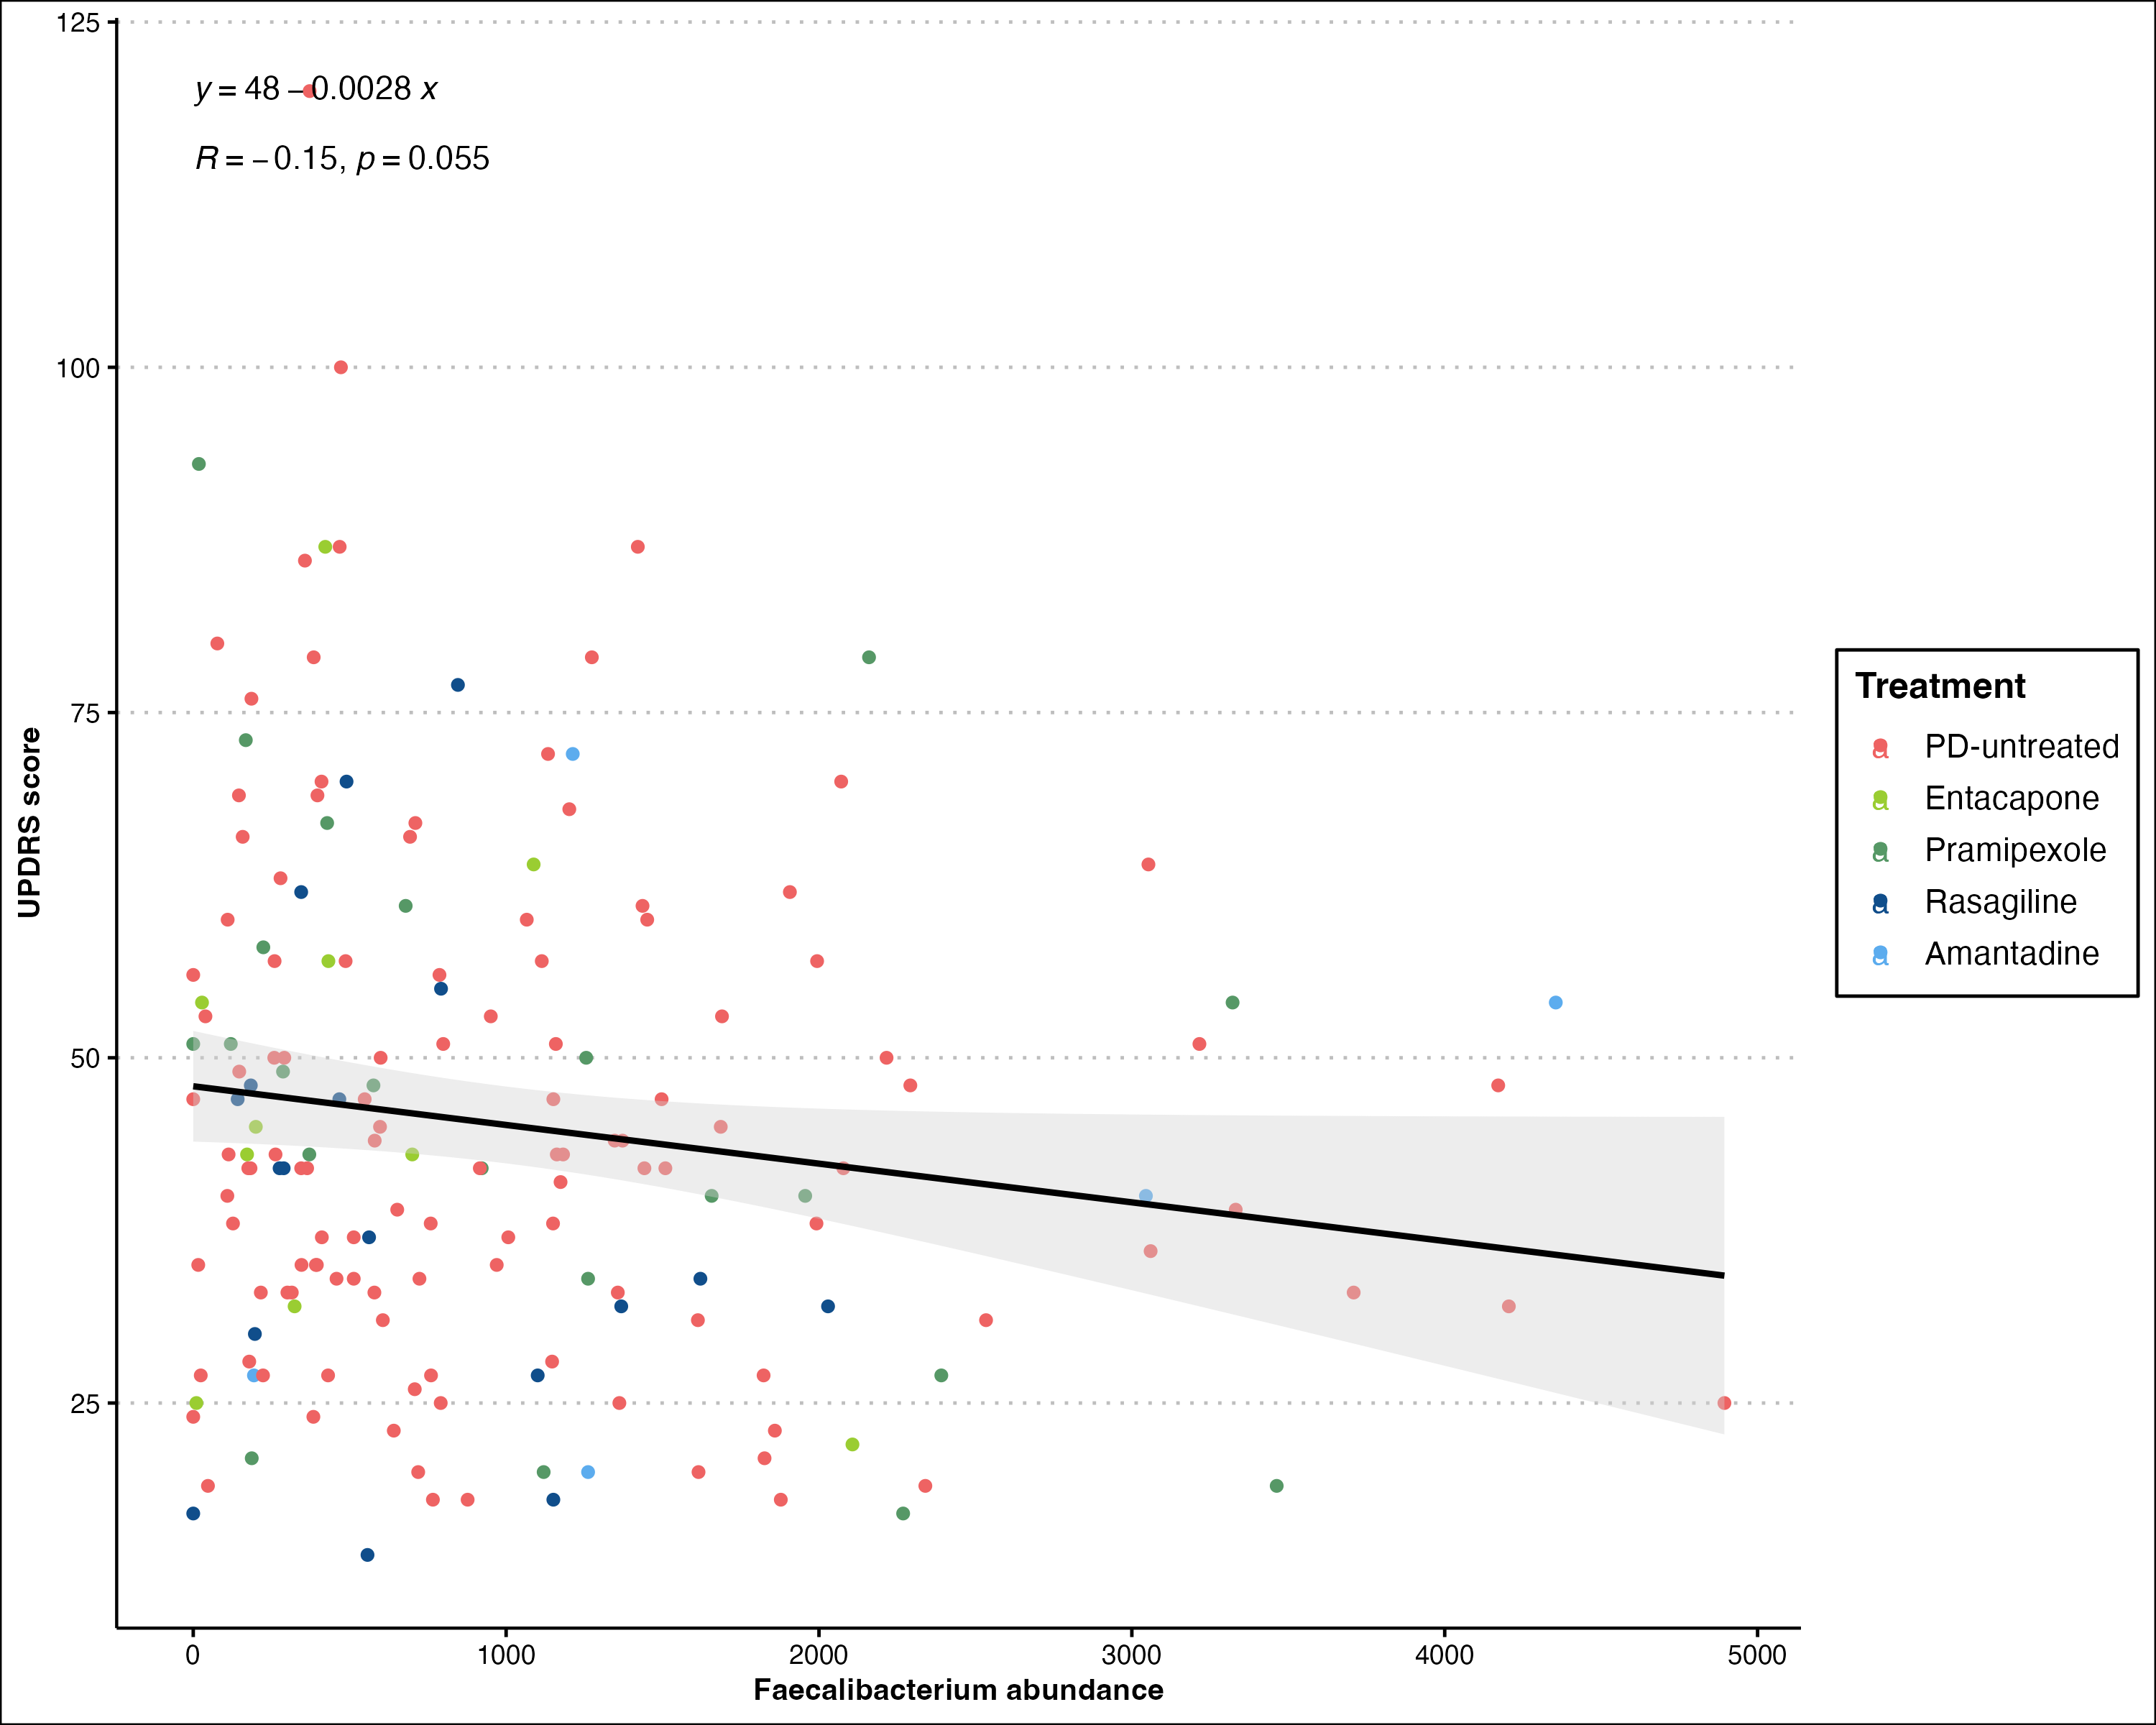 125
y = 48 − 0.0028 x
R = −0.15, p = 0.055
100
75
50
25
UPDRS score
0 1000 2000 3000 4000 5000
Faecalibacterium abundance
Treatment
a PD-untreated
a Entacapone
a Pramipexole
a Rasagiline
a Amantadine